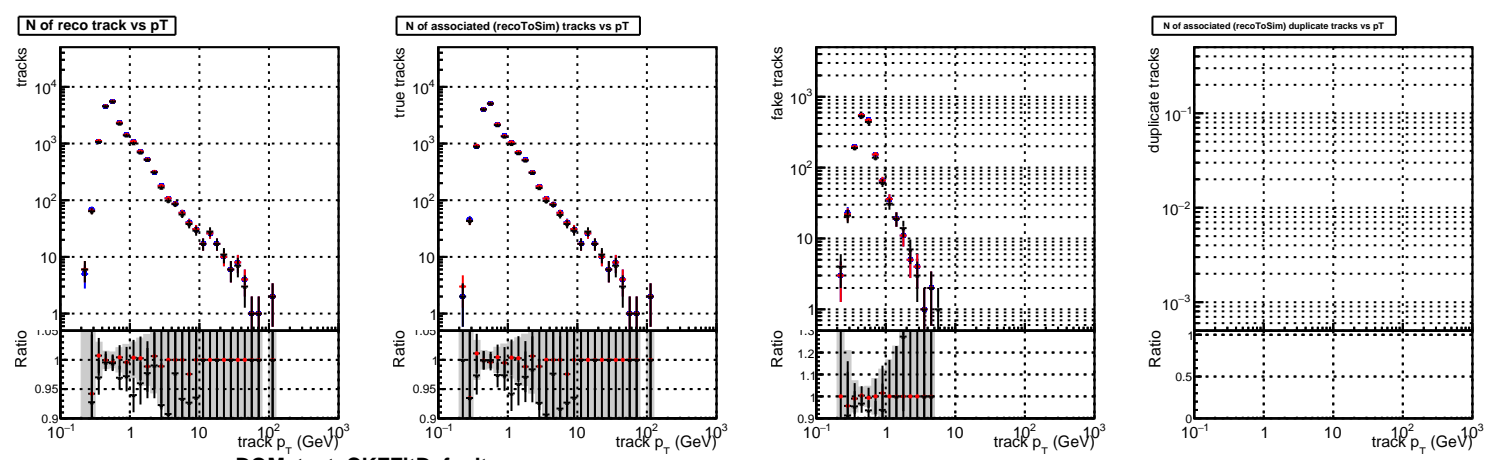 N of reco track vs pT
tracks
10⁴
10³
10²
10
1
Ratio
1.05
1
0.95
0.9
10⁻¹ 1 10 10² 10³
track p_T (GeV)
N of associated (recoToSim) tracks vs pT
true tracks
10⁴
10³
10²
10
1
Ratio
1.05
1
0.95
0.9
10⁻¹ 1 10 10² 10³
track p_T (GeV)
fake tracks
10³
10²
10
1
Ratio
1.3
1.2
1.1
1
0.9
10⁻¹ 1 10 10² 10³
track p_T (GeV)
N of associated (recoToSim) duplicate tracks vs pT
duplicate tracks
10⁻¹
10⁻²
10⁻³
Ratio
1
0.5
0
10⁻¹ 1 10 10² 10³
track p_T (GeV)